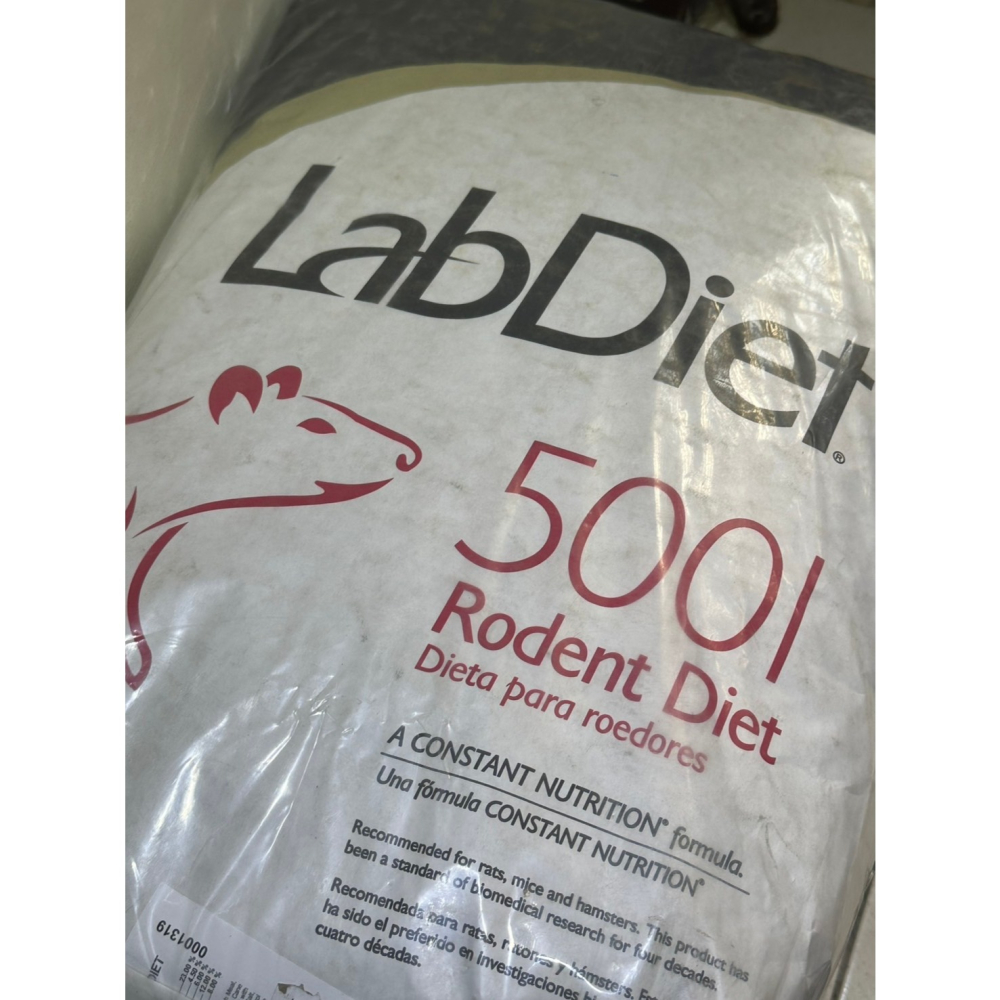 LabDiet®
5001
Rodent Diet
Dieta para roedores
A CONSTANT NUTRITION® formula.
Una fórmula CONSTANT NUTRITION®
Recommended for rats, mice and hamsters. This product has
been a standard of biomedical research for four decades.
Recomendada para ratas, ratones y hámsters.
ha sido el preferido en investigaciones
cuatro décadas.
0001319